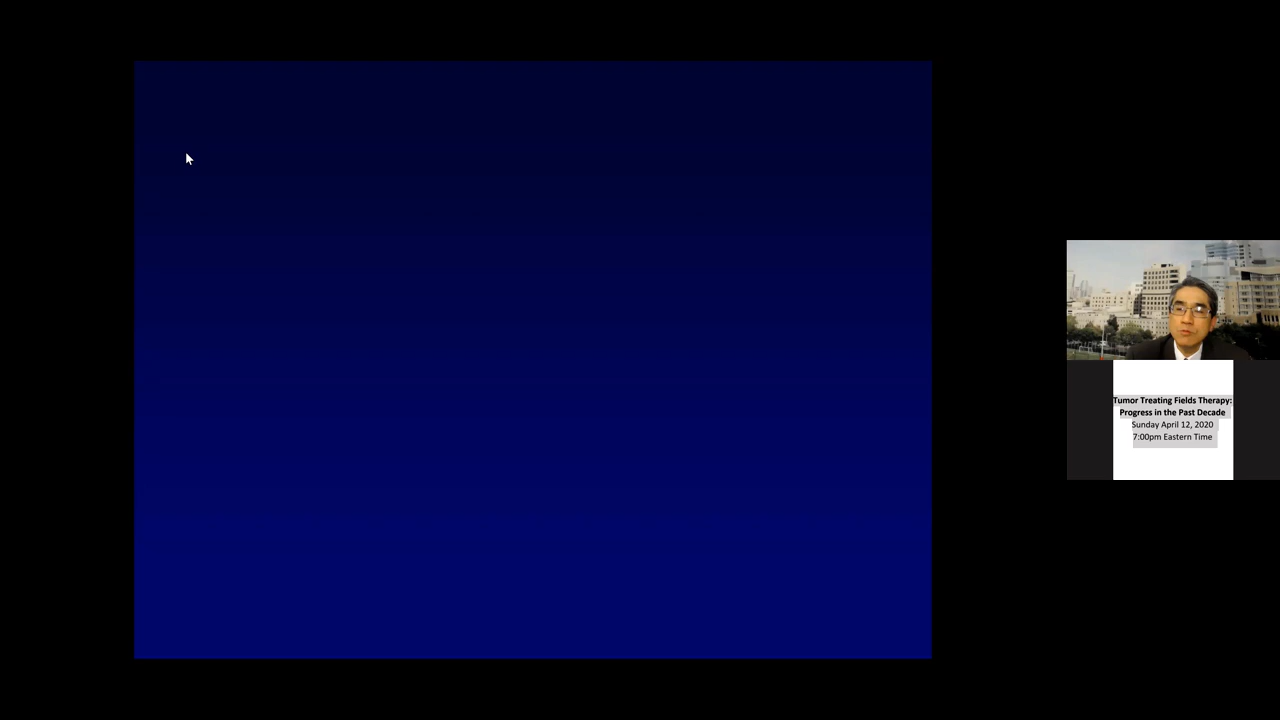 Tumor Treating Fields Therapy:
Progress in the Past Decade
Sunday April 12, 2020
7:00pm Eastern Time